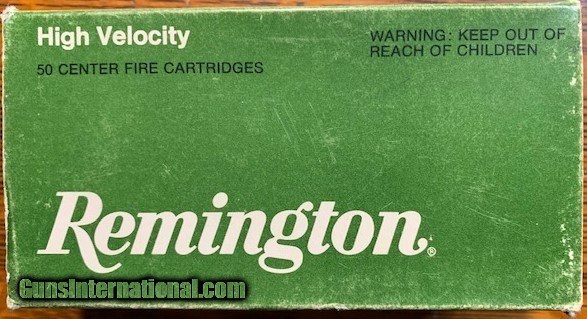 High Velocity
50 CENTER FIRE CARTRIDGES
WARNING: KEEP OUT OF
REACH OF CHILDREN
Remington®
GunsInternational.com